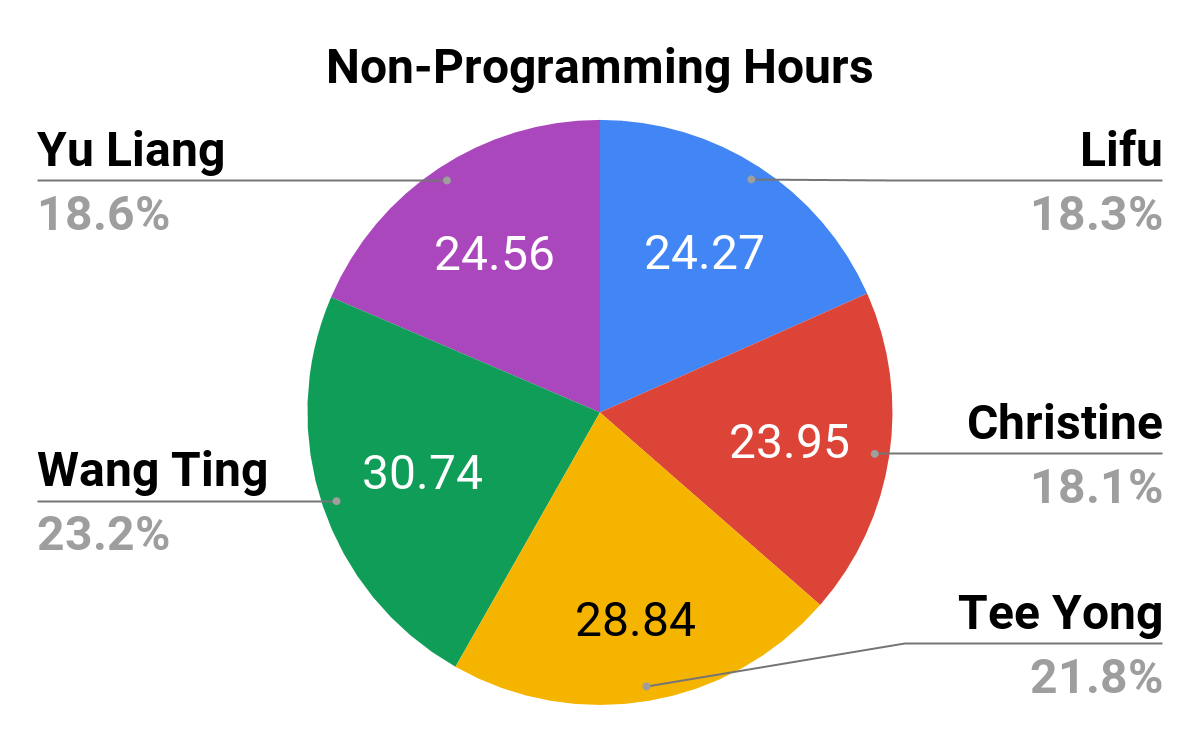 Non-Programming Hours
Yu Liang
18.6%
Lifu
18.3%
24.56
24.27
Wang Ting
23.2%
30.74
23.95
Christine
18.1%
28.84
Tee Yong
21.8%